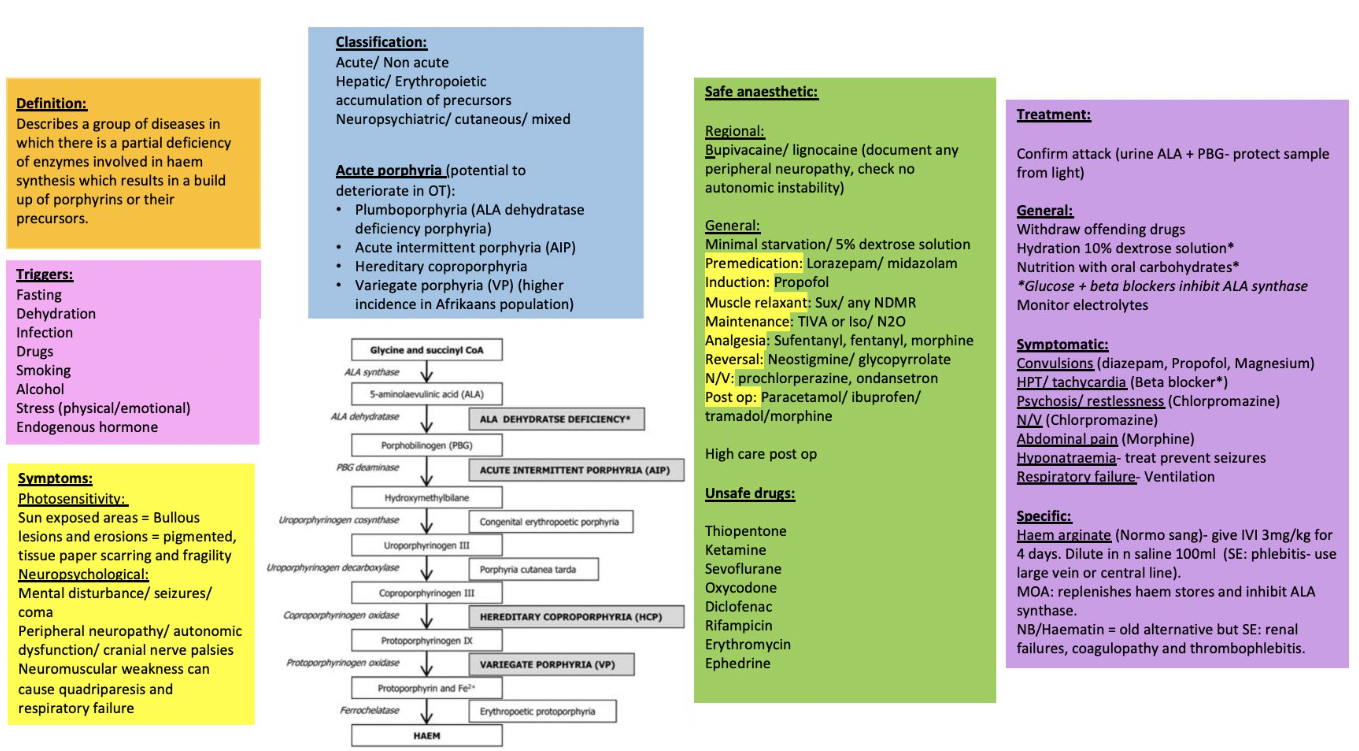 Definition:
Describes a group of diseases in
which there is a partial deficiency
of enzymes involved in haem
synthesis which results in a build
up of porphyrins or their
precursors.
Triggers:
Fasting
Dehydration
Infection
Drugs
Smoking
Alcohol
Stress (physical/emotional)
Endogenous hormone
Symptoms:
Photosensitivity:
Sun exposed areas = Bullous
lesions and erosions = pigmented,
tissue paper scarring and fragility
Neuropsychological:
Mental disturbance/ seizures/
coma
Peripheral neuropathy/ autonomic
dysfunction/ cranial nerve palsies
Neuromuscular weakness can
cause quadriparesis and
respiratory failure
Classification:
Acute/ Non acute
Hepatic/ Erythropoietic
accumulation of precursors
Neuropsychiatric/ cutaneous/ mixed
Acute porphyria (potential to
deteriorate in OT):
• Plumboporphyria (ALA dehydratase
deficiency porphyria)
• Acute intermittent porphyria (AIP)
• Hereditary coproporphyria
• Variegate porphyria (VP) (higher
incidence in Afrikaans population)
Glycine and succinyl CoA
ALA synthase
5-aminolaevulinic acid (ALA)
ALA dehydratase
ALA DEHYDRATSE DEFICIENCY*
Porphobilinogen (PBG)
PBG deaminase
ACUTE INTERMITTENT PORPHYRIA (AIP)
Hydroxymethylbilane
Uroporphyrinogen cosynthase
Congenital erythropoetic porphyria
Uroporphyrinogen III
Uroporphyrinogen decarboxylase
Porphyria cutanea tarda
Coproporphyrinogen III
Coproporphyrinogen oxidase
HEREDITARY COPROPORPHYRIA (HCP)
Protoporphyrinogen IX
Protoporphyrinogen oxidase
VARIEGATE PORPHYRIA (VP)
Protoporphyrin and Fe²⁺
Ferrochelatase
Erythropoetic protoporphyria
HAEM
Safe anaesthetic:
Regional:
Bupivacaine/ lignocaine (document any
peripheral neuropathy, check no
autonomic instability)
General:
Minimal starvation/ 5% dextrose solution
Premedication: Lorazepam/ midazolam
Induction: Propofol
Muscle relaxant: Sux/ any NDMR
Maintenance: TIVA or Iso/ N2O
Analgesia: Sufentanyl, fentanyl, morphine
Reversal: Neostigmine/ glycopyrrolate
N/V: prochlorperazine, ondansetron
Post op: Paracetamol/ ibuprofen/
tramadol/morphine
High care post op
Unsafe drugs:
Thiopentone
Ketamine
Sevoflurane
Oxycodone
Diclofenac
Rifampicin
Erythromycin
Ephedrine
Treatment:
Confirm attack (urine ALA + PBG- protect sample
from light)
General:
Withdraw offending drugs
Hydration 10% dextrose solution*
Nutrition with oral carbohydrates*
*Glucose + beta blockers inhibit ALA synthase
Monitor electrolytes
Symptomatic:
Convulsions (diazepam, Propofol, Magnesium)
HPT/ tachycardia (Beta blocker*)
Psychosis/ restlessness (Chlorpromazine)
N/V (Chlorpromazine)
Abdominal pain (Morphine)
Hyponatraemia- treat prevent seizures
Respiratory failure- Ventilation
Specific:
Haem arginate (Normo sang)- give IVI 3mg/kg for
4 days. Dilute in n saline 100ml (SE: phlebitis- use
large vein or central line).
MOA: replenishes haem stores and inhibit ALA
synthase.
NB/Haematin = old alternative but SE: renal
failures, coagulopathy and thrombophlebitis.